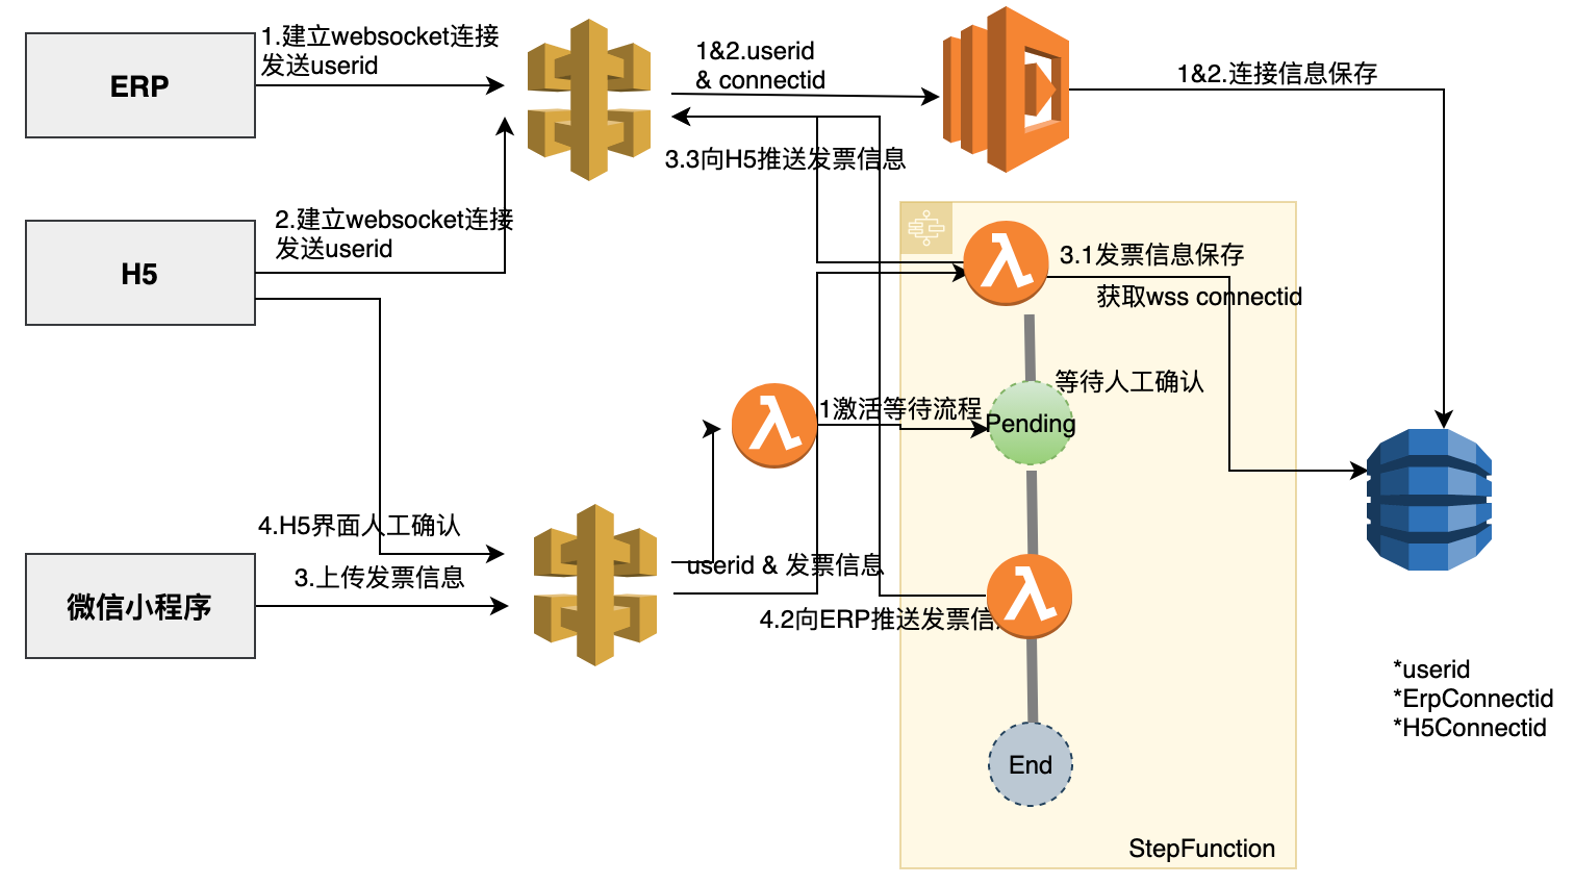 ERP
1.建立websocket连接
发送userid
1&2.userid
& connectid
1&2.连接信息保存
3.3向H5推送发票信息
H5
2.建立websocket连接
发送userid
3.1发票信息保存
获取wss connectid
等待人工确认
1激活等待流程
Pending
4.H5界面人工确认
3.上传发票信息
微信小程序
userid & 发票信息
4.2向ERP推送发票信
End
*userid
*ErpConnectid
*H5Connectid
StepFunction